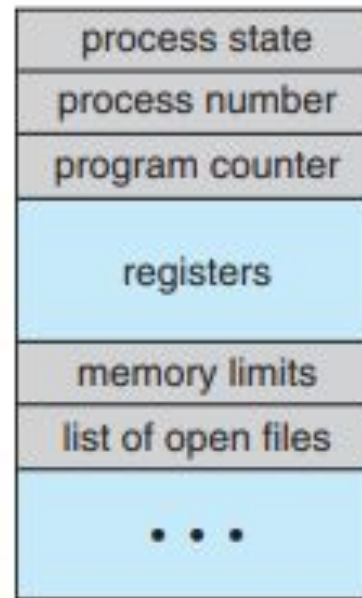 process state
process number
program counter
registers
memory limits
list of open files
• • •